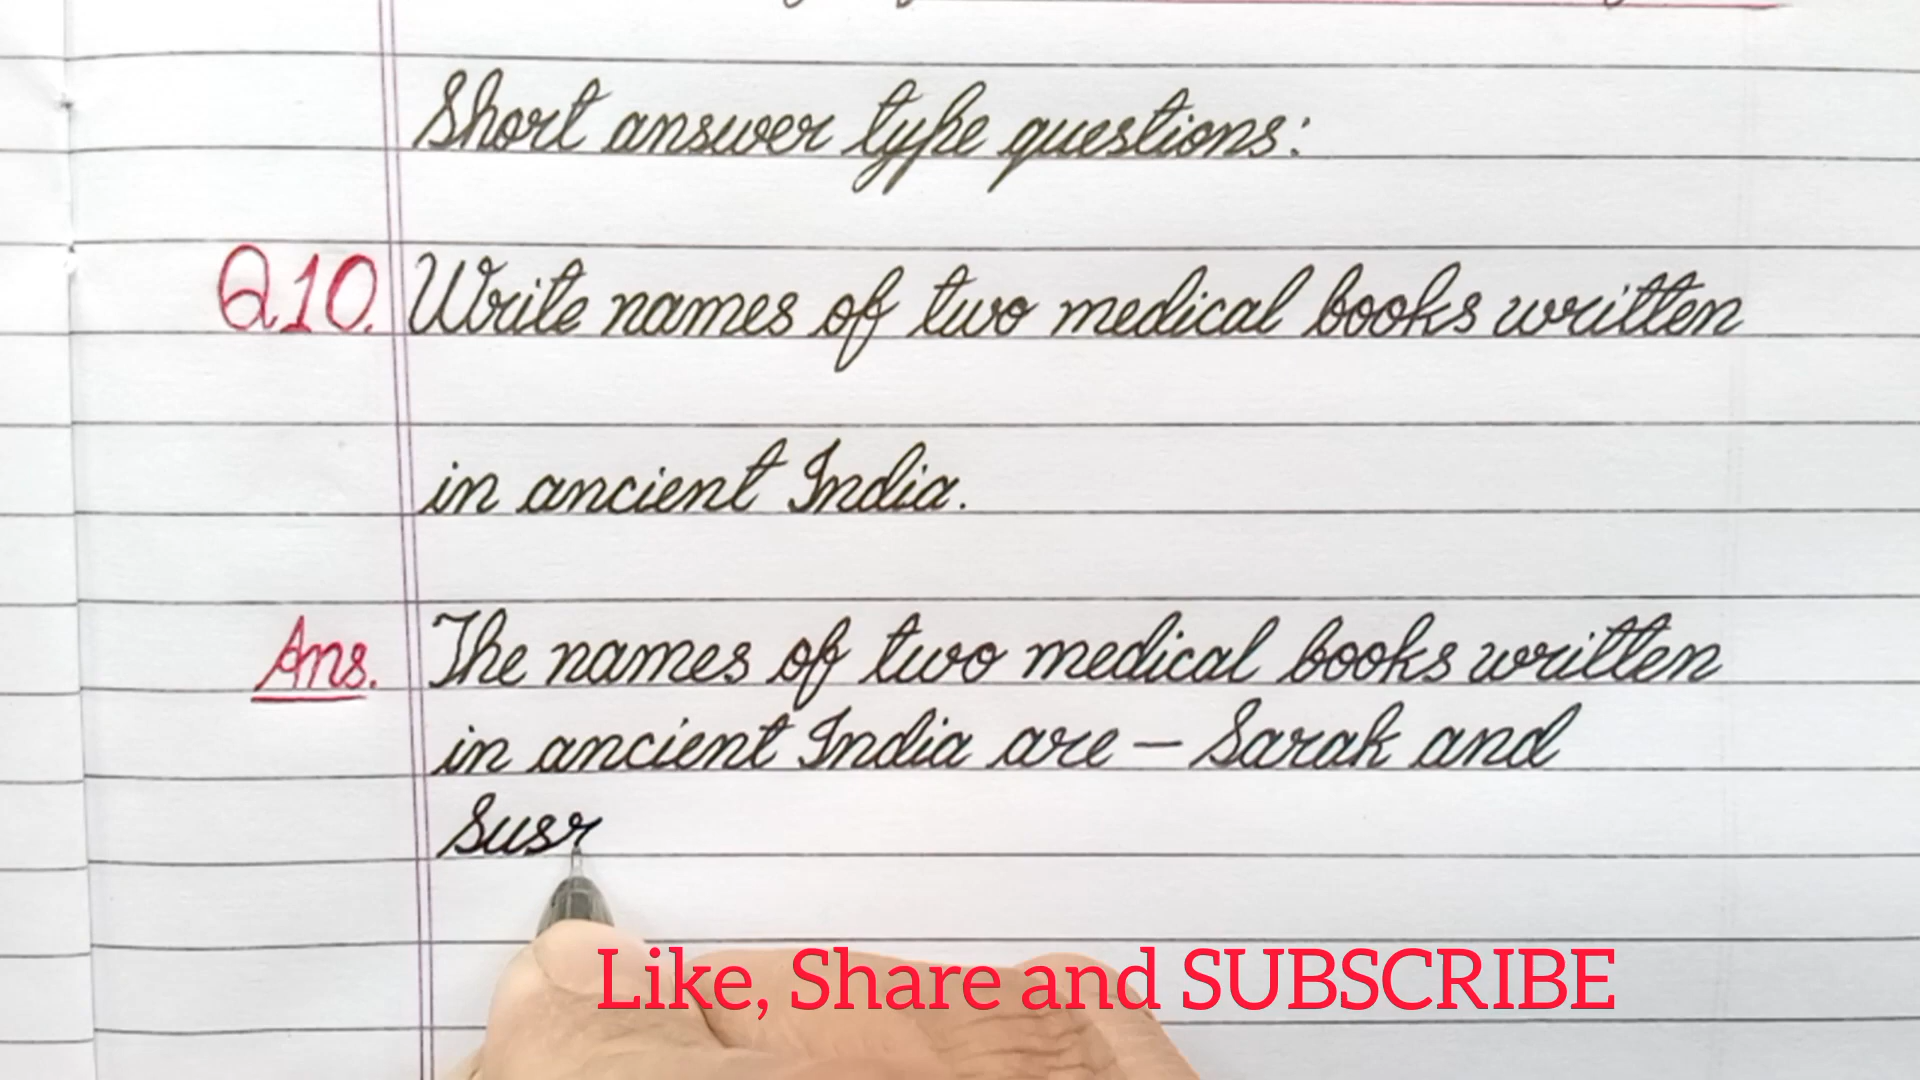 Short answer type questions:
Q10. Write names of two medical books written
in ancient India.
Ans. The names of two medical books written
in ancient India are – Sarak and
Susr
Like, Share and SUBSCRIBE